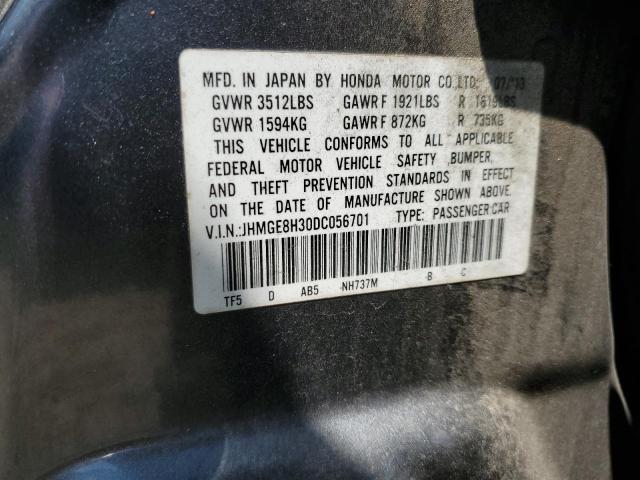 MFD. IN JAPAN BY HONDA MOTOR CO.,LTD. 07/'13
GVWR 3512LBS GAWR F 1921LBS R 1619LBS
GVWR 1594KG GAWR F 872KG R 735KG
THIS VEHICLE CONFORMS TO ALL APPLICABLE
FEDERAL MOTOR VEHICLE SAFETY ,BUMPER,
AND THEFT PREVENTION STANDARDS IN EFFECT
ON THE DATE OF MANUFACTURE SHOWN ABOVE.
V.I.N.:JHMGE8H30DC056701 TYPE: PASSENGER CAR
TF5 D AB5 NH737M B C